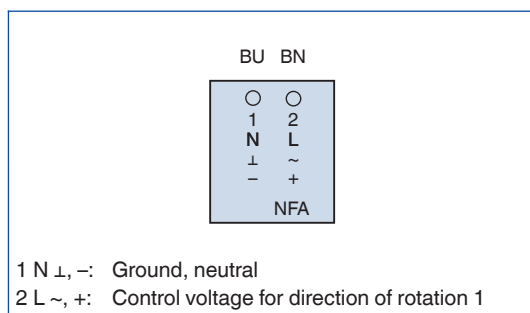 BU BN
1 2
N L
⊥ ~
– +
NFA
1 N ⊥, –: Ground, neutral
2 L ~, +: Control voltage for direction of rotation 1